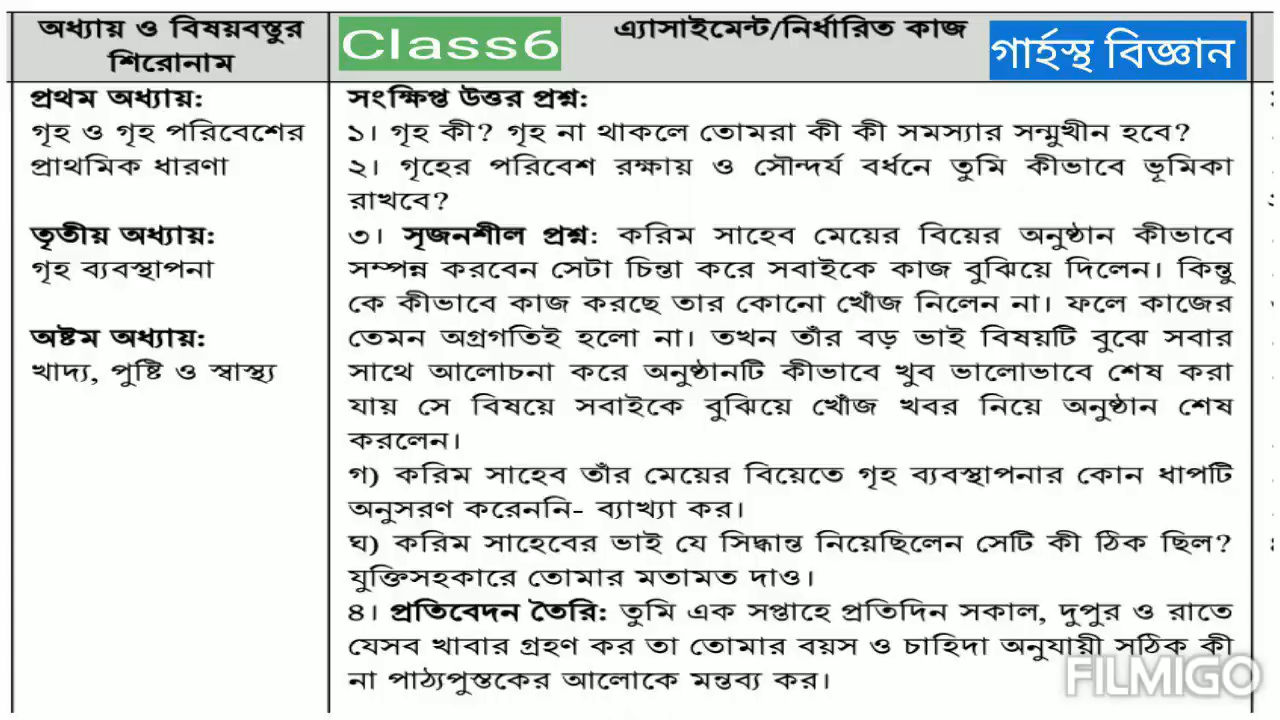 অধ্যায় ও বিষয়বস্তুর
শিরোনাম
Class6
এ্যাসাইমেন্ট/নির্ধারিত কাজ
গার্হস্থ বিজ্ঞান
প্রথম অধ্যায়:
গৃহ ও গৃহ পরিবেশের
প্রাথমিক ধারণা
তৃতীয় অধ্যায়:
গৃহ ব্যবস্থাপনা
অষ্টম অধ্যায়:
খাদ্য, পুষ্টি ও স্বাস্থ্য
সংক্ষিপ্ত উত্তর প্রশ্ন:
১। গৃহ কী? গৃহ না থাকলে তোমরা কী কী সমস্যার সন্মুখীন হবে?
২। গৃহের পরিবেশ রক্ষায় ও সৌন্দর্য বর্ধনে তুমি কীভাবে ভূমিকা
রাখবে?
৩। সৃজনশীল প্রশ্ন: করিম সাহেব মেয়ের বিয়ের অনুষ্ঠান কীভাবে
সম্পন্ন করবেন সেটা চিন্তা করে সবাইকে কাজ বুঝিয়ে দিলেন। কিন্তু
কে কীভাবে কাজ করছে তার কোনো খোঁজ নিলেন না। ফলে কাজের
তেমন অগ্রগতিই হলো না। তখন তাঁর বড় ভাই বিষয়টি বুঝে সবার
সাথে আলোচনা করে অনুষ্ঠানটি কীভাবে খুব ভালোভাবে শেষ করা
যায় সে বিষয়ে সবাইকে বুঝিয়ে খোঁজ খবর নিয়ে অনুষ্ঠান শেষ
করলেন।
গ) করিম সাহেব তাঁর মেয়ের বিয়েতে গৃহ ব্যবস্থাপনার কোন ধাপটি
অনুসরণ করেননি- ব্যাখ্যা কর।
ঘ) করিম সাহেবের ভাই যে সিদ্ধান্ত নিয়েছিলেন সেটি কী ঠিক ছিল?
যুক্তিসহকারে তোমার মতামত দাও।
৪। প্রতিবেদন তৈরি: তুমি এক সপ্তাহে প্রতিদিন সকাল, দুপুর ও রাতে
যেসব খাবার গ্রহণ কর তা তোমার বয়স ও চাহিদা অনুযায়ী সঠিক কী
না পাঠ্যপুস্তকের আলোকে মন্তব্য কর।
FILMIGO